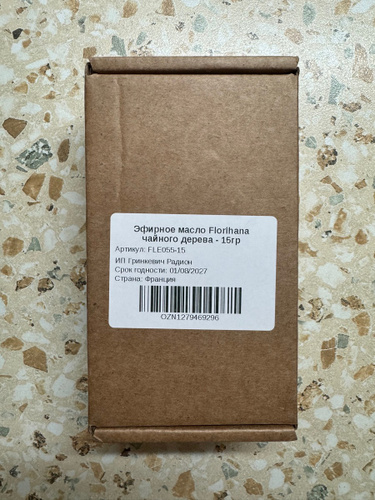 Эфирное масло Florihana
чайного дерева - 15гр
Артикул: FLE055-15
ИП Гринкевич Радион
Срок годности: 01/08/2027
Страна: Франция
OZN1279469296